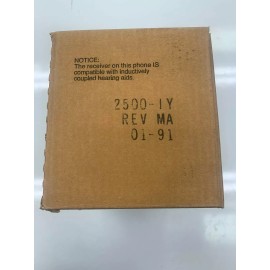 NOTICE:
The receiver on this phone IS
compatible with inductively
coupled hearing aids.
2500-IY
REV MA
01-91